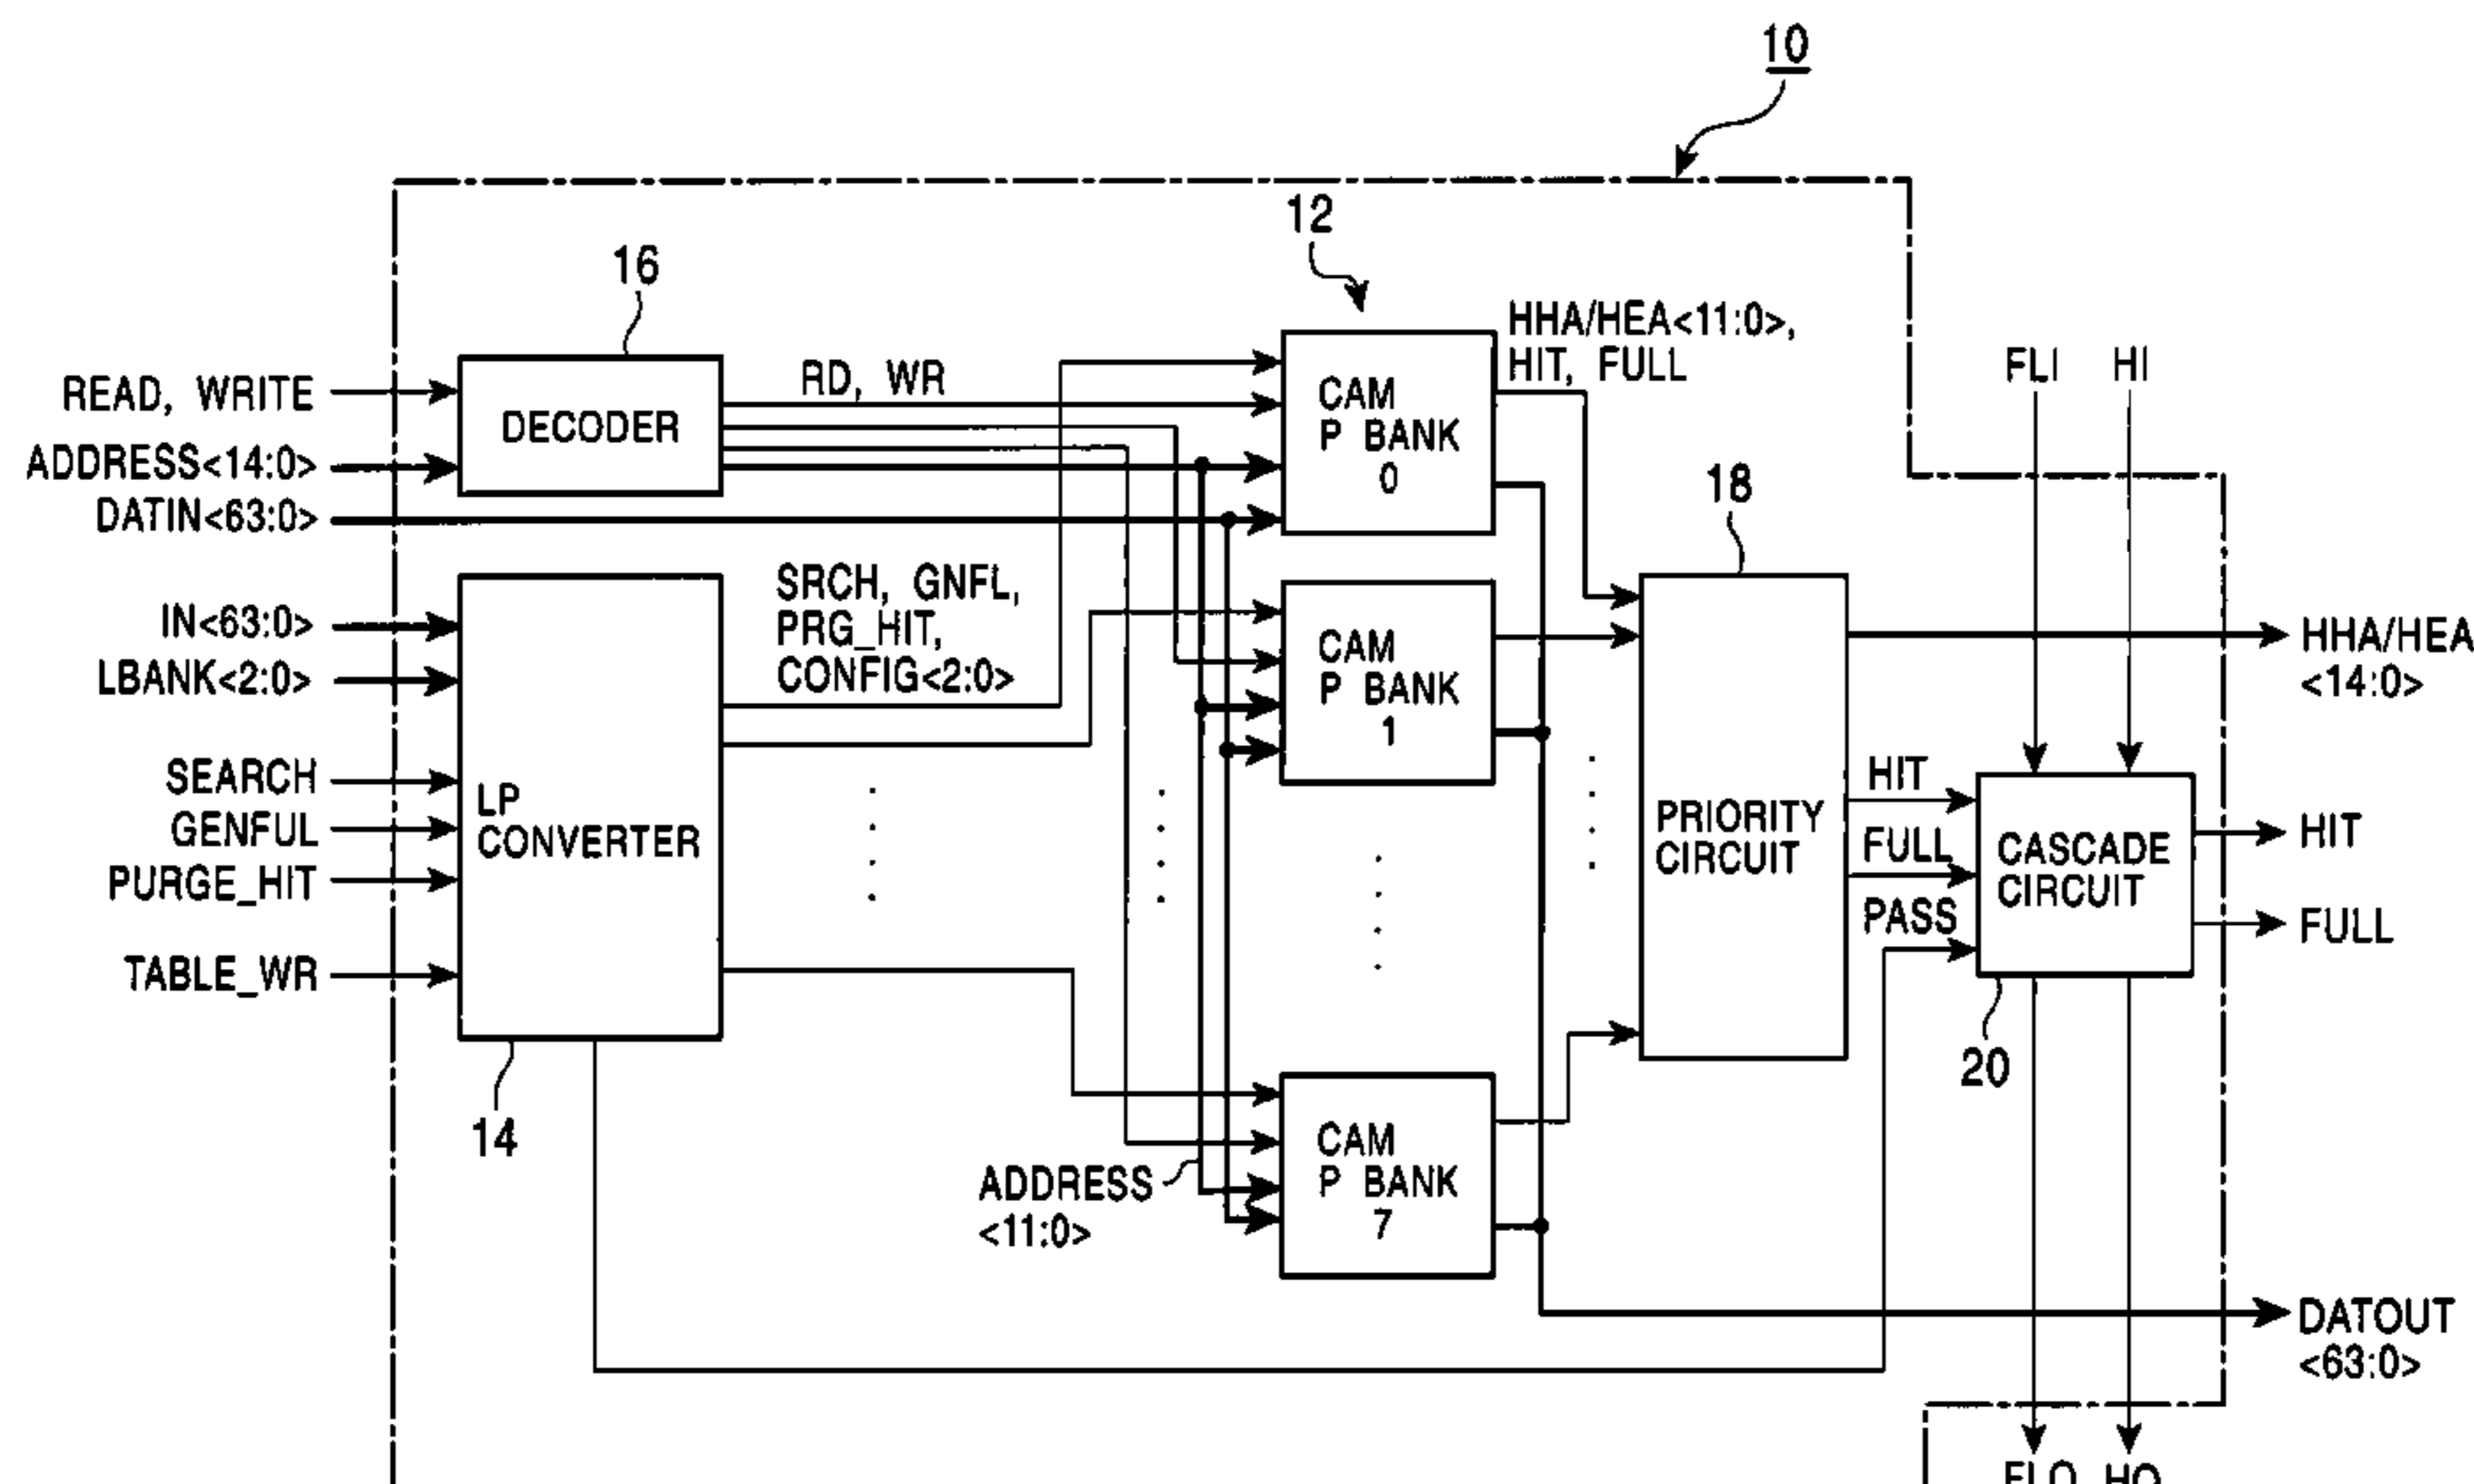 10
12
16
HHA/HEA<11:0>,
HIT, FULL
FLI
HI
READ, WRITE
RD, WR
DECODER
CAM
P BANK
0
ADDRESS<14:0>
DATIN<63:0>
18
SRCH, GNFL,
PRG_HIT,
CONFIG<2:0>
IN<63:0>
LBANK<2:0>
CAM
P BANK
1
HHA/HEA
<14:0>
SEARCH
GENFUL
PURGE_HIT
TABLE_WR
LP
CONVERTER
PRIORITY
CIRCUIT
HIT
FULL
PASS
CASCADE
CIRCUIT
HIT
FULL
20
14
ADDRESS
<11:0>
CAM
P BANK
7
DATOUT
<63:0>
FLO
HO